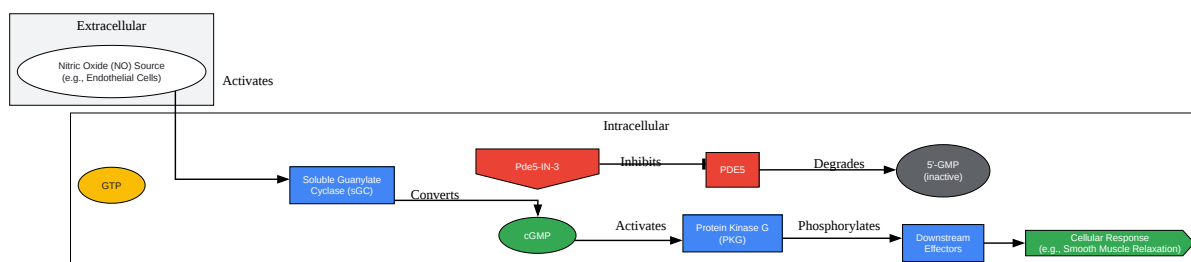 Extracellular
Nitric Oxide (NO) Source
(e.g., Endothelial Cells)
Activates
Intracellular
GTP
Soluble Guanylate
Cyclase (sGC)
Converts
Pde5-IN-3
Inhibits
PDE5
Degrades
5'-GMP
(inactive)
cGMP
Activates
Protein Kinase G
(PKG)
Phosphorylates
Downstream
Effectors
Cellular Response
(e.g., Smooth Muscle Relaxation)